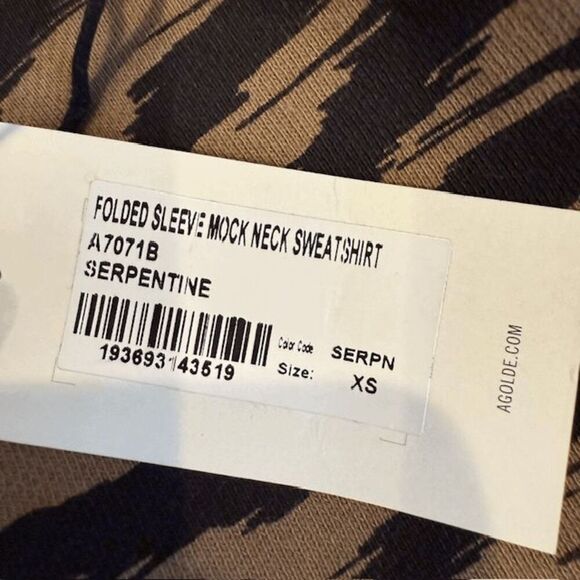 FOLDED SLEEVE MOCK NECK SWEATSHIRT
A7071B
SERPENTINE
193693143519
Color Code SERPN
Size: XS
AGOLDE.COM